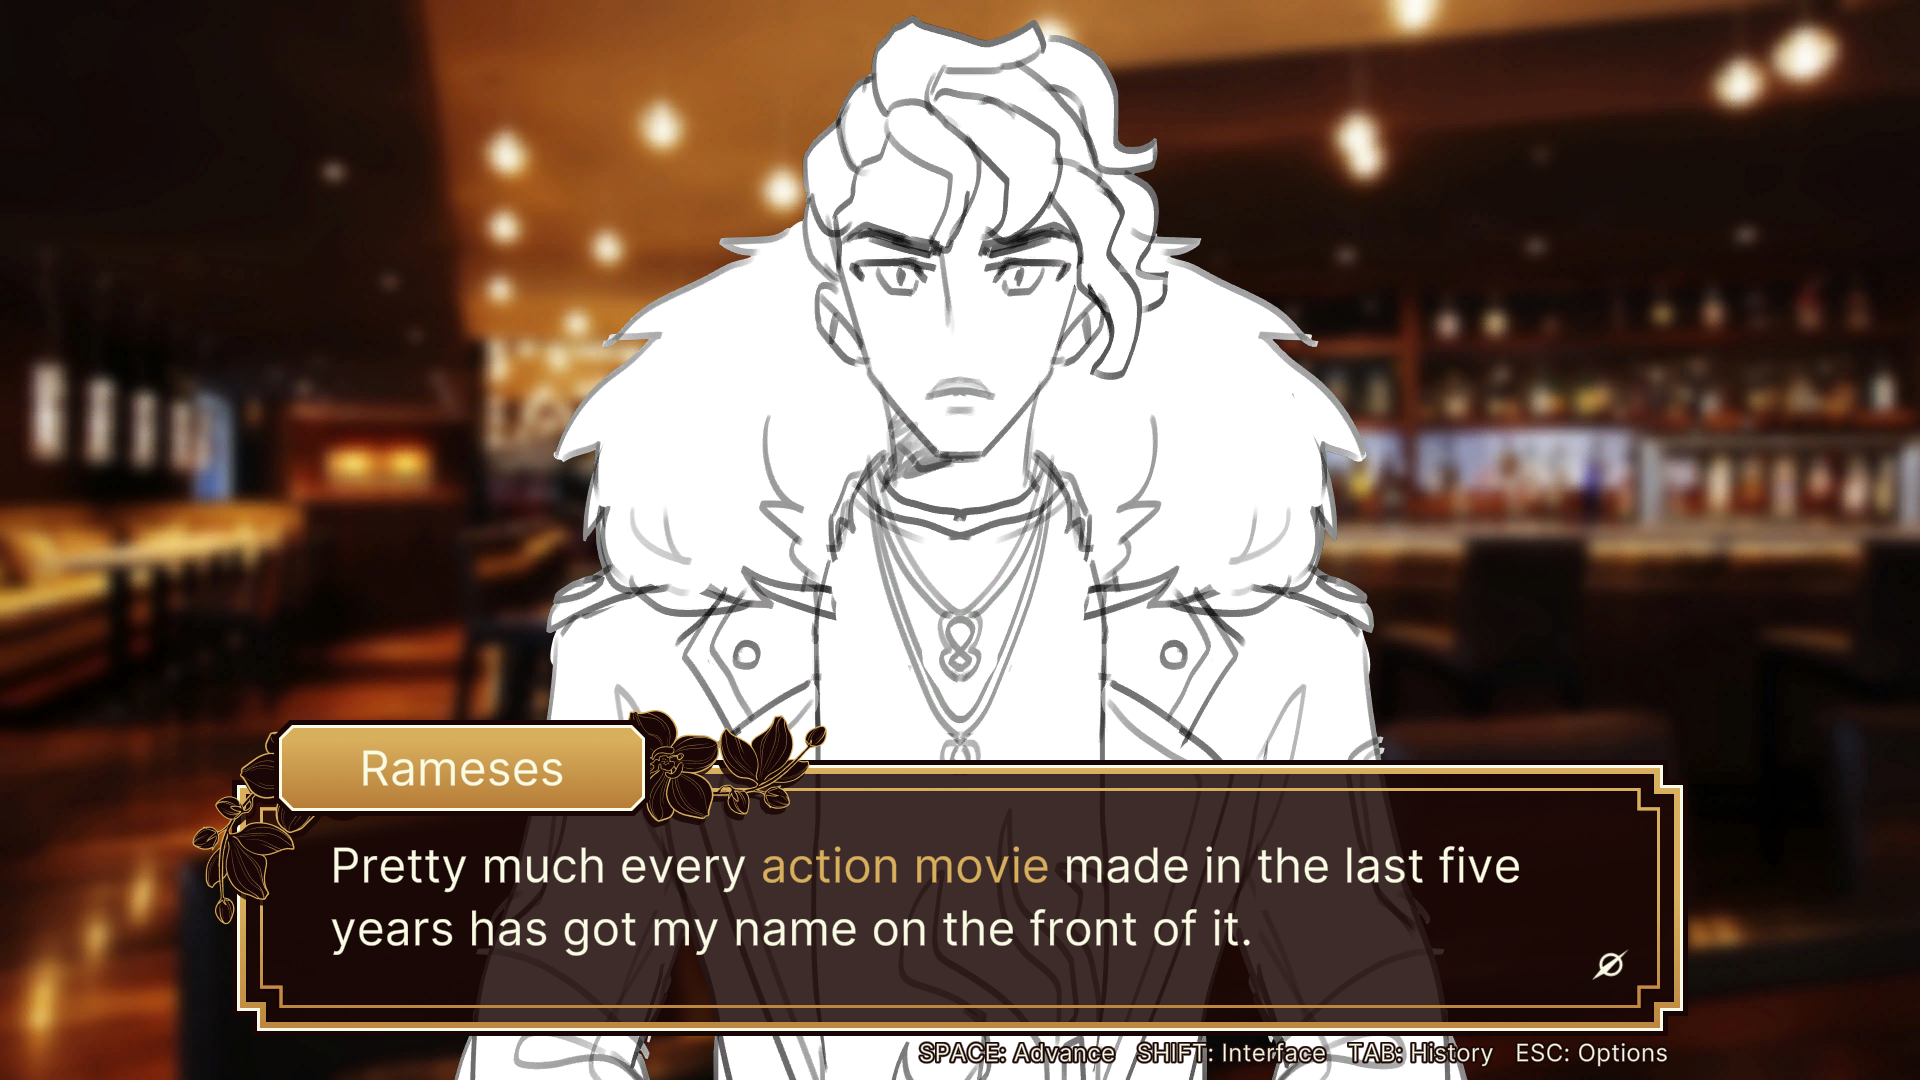 Rameses
Pretty much every action movie made in the last five
years has got my name on the front of it.
SPACE: Advance SHIFT: Interface TAB: History ESC: Options